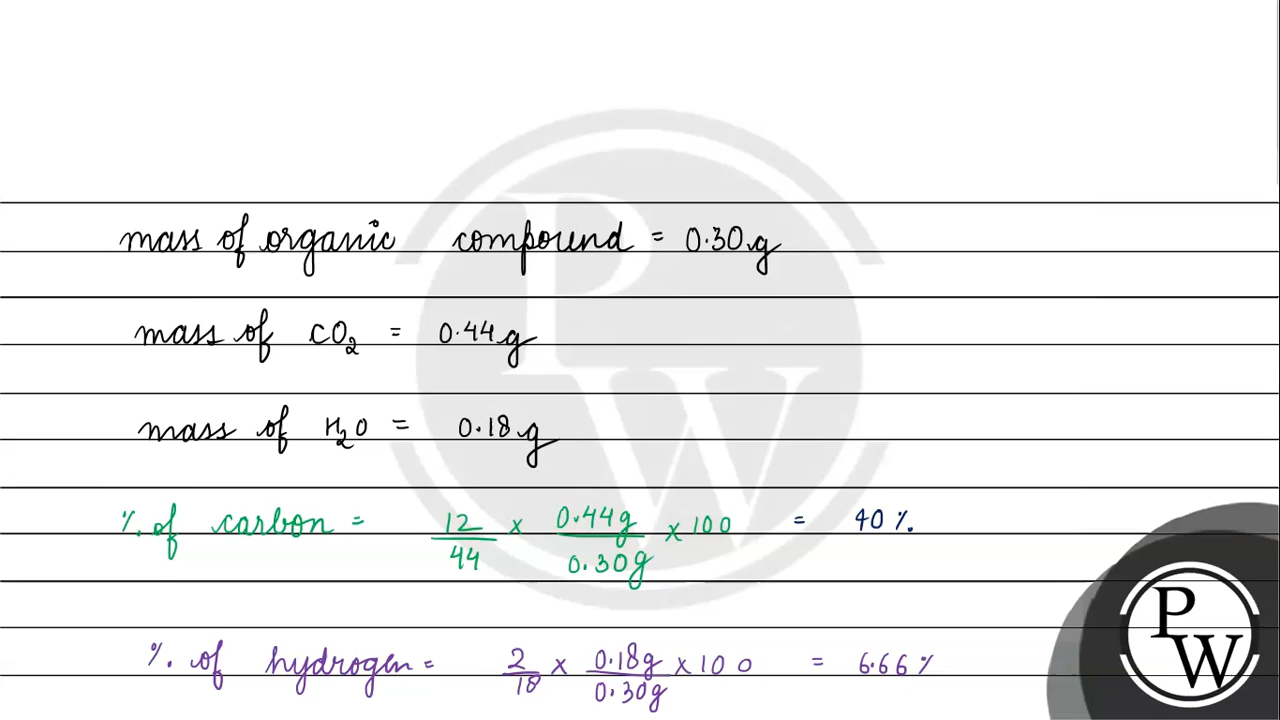 mass of organic compound = 0.30 g
mass of CO₂ = 0.44 g
mass of H₂O = 0.18 g
%. of carbon = 12/44 × 0.44g/0.30g × 100 = 40 %.
%. of hydrogen = 2/18 × 0.18g/0.30g × 100 = 6.66 %
P
W
P
W